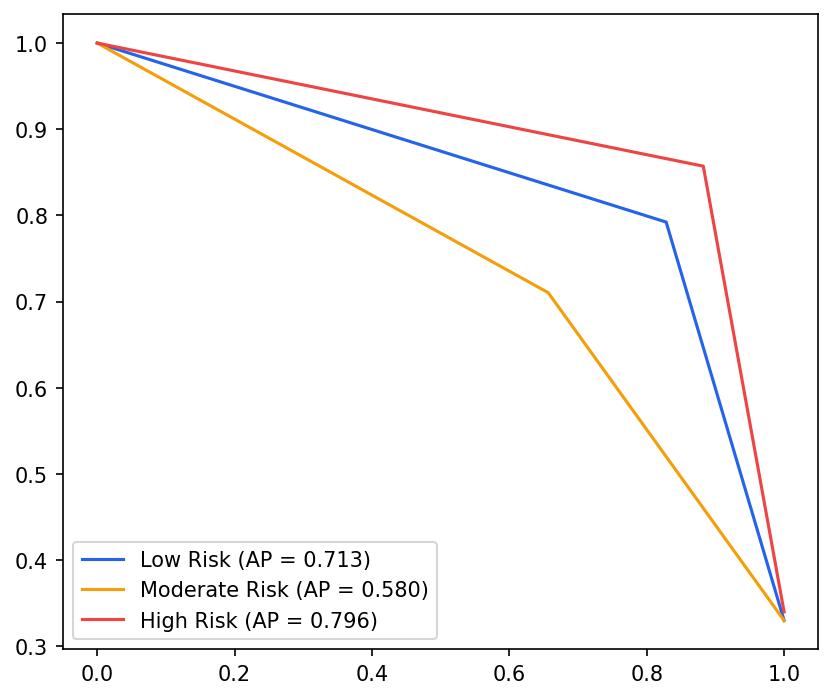 1.0
0.9
0.8
0.7
0.6
0.5
0.4
0.3
Low Risk (AP = 0.713)
Moderate Risk (AP = 0.580)
High Risk (AP = 0.796)
0.0 0.2 0.4 0.6 0.8 1.0